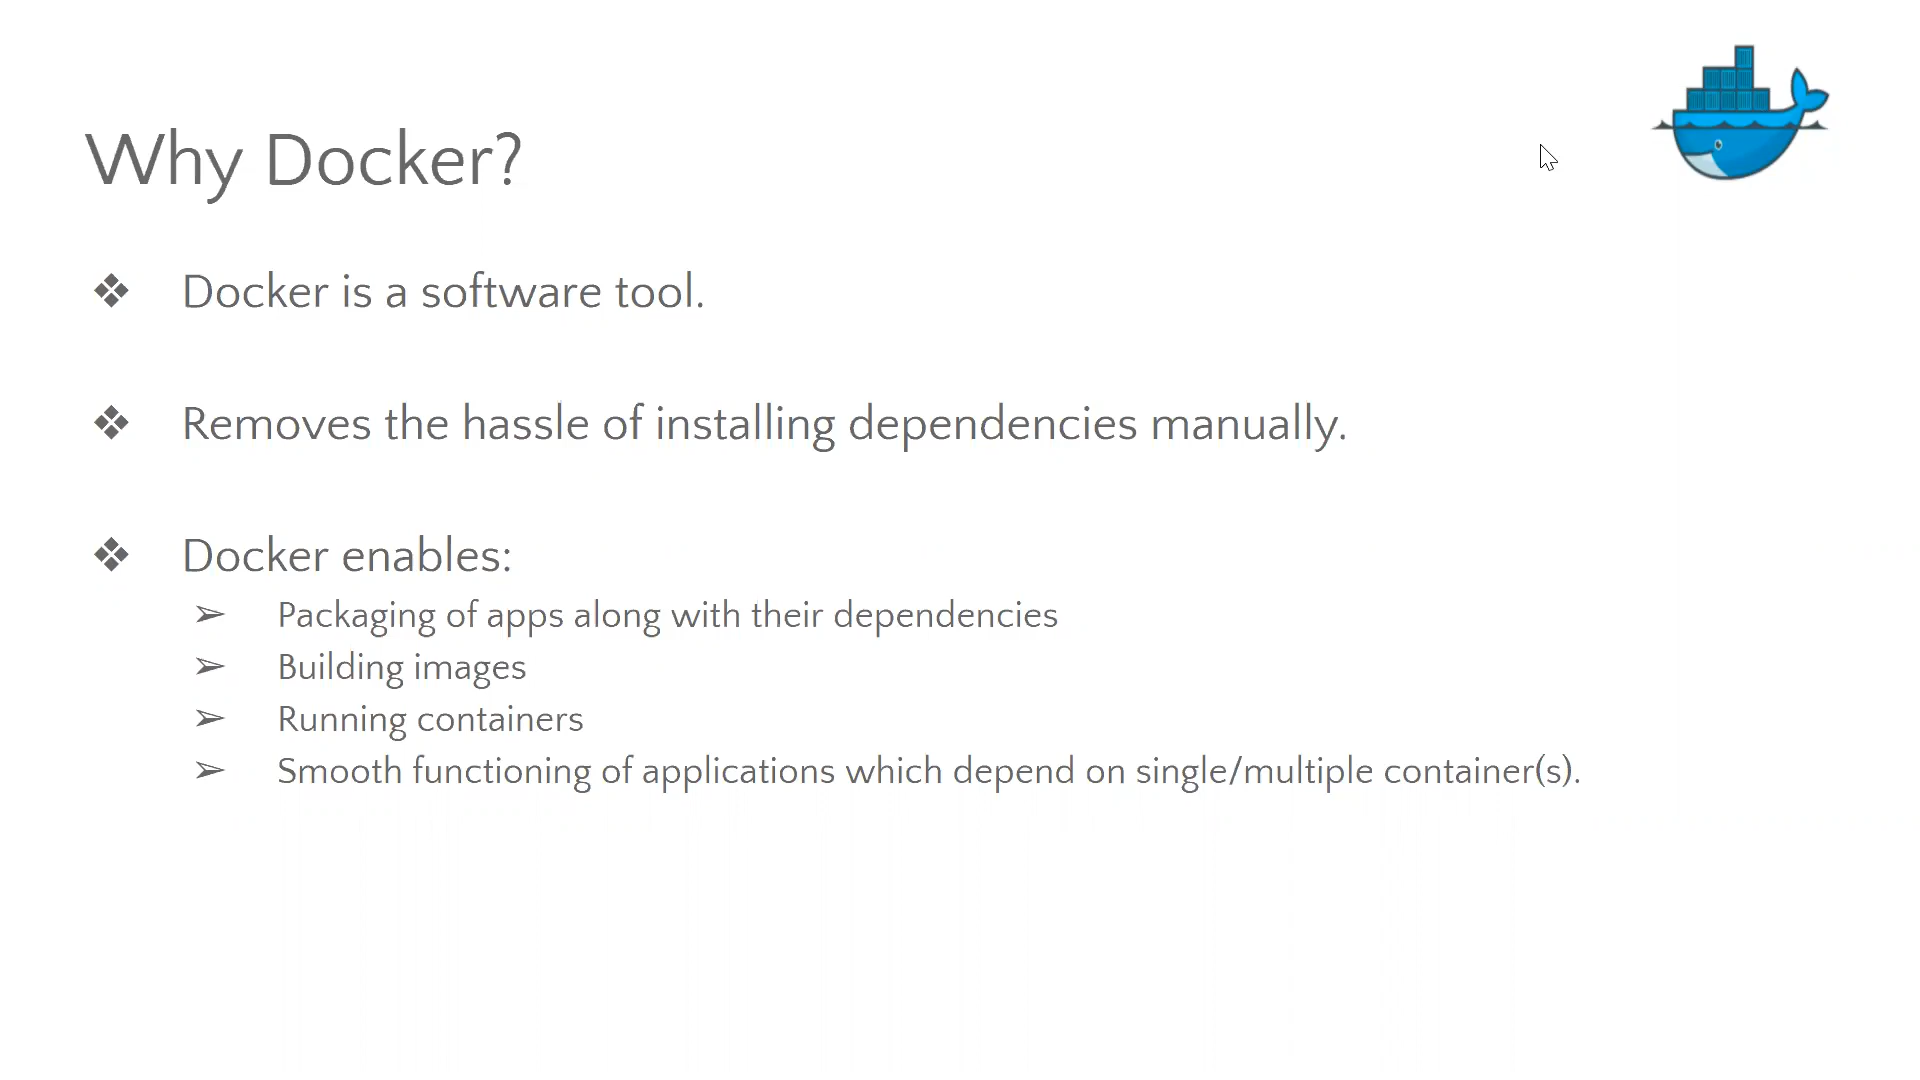 Why Docker?
❖ Docker is a software tool.
❖ Removes the hassle of installing dependencies manually.
❖ Docker enables:
➢ Packaging of apps along with their dependencies
➢ Building images
➢ Running containers
➢ Smooth functioning of applications which depend on single/multiple container(s).